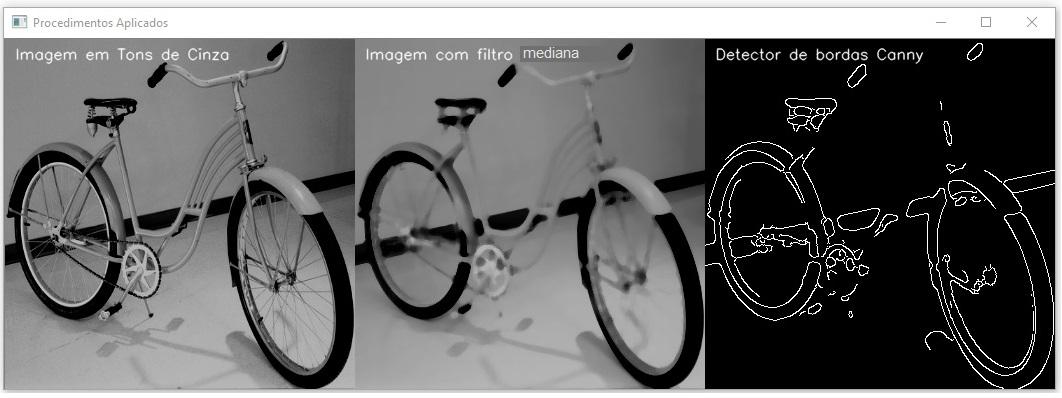 Procedimentos Aplicados
Imagem em Tons de Cinza
Imagem com filtro mediana
Detector de bordas Canny